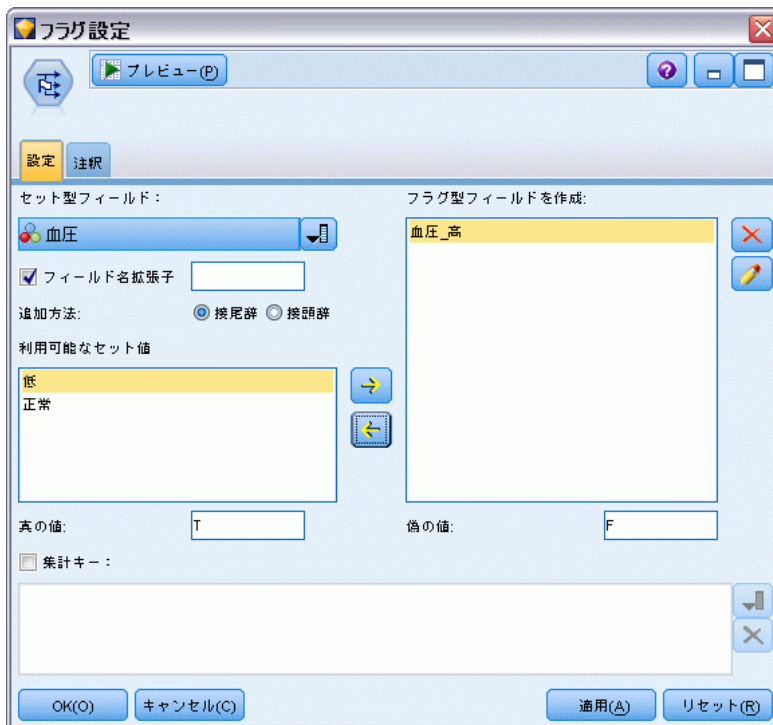 フラグ設定
プレビュー(P)
?
設定 注釈
セット型フィールド:
血圧
フィールド名拡張子
追加方法: 接尾辞 接頭辞
利用可能なセット値
低
正常
フラグ型フィールドを作成:
血圧_高
真の値: T
偽の値: F
集計キー:
OK(O) キャンセル(C) 適用(A) リセット(R)